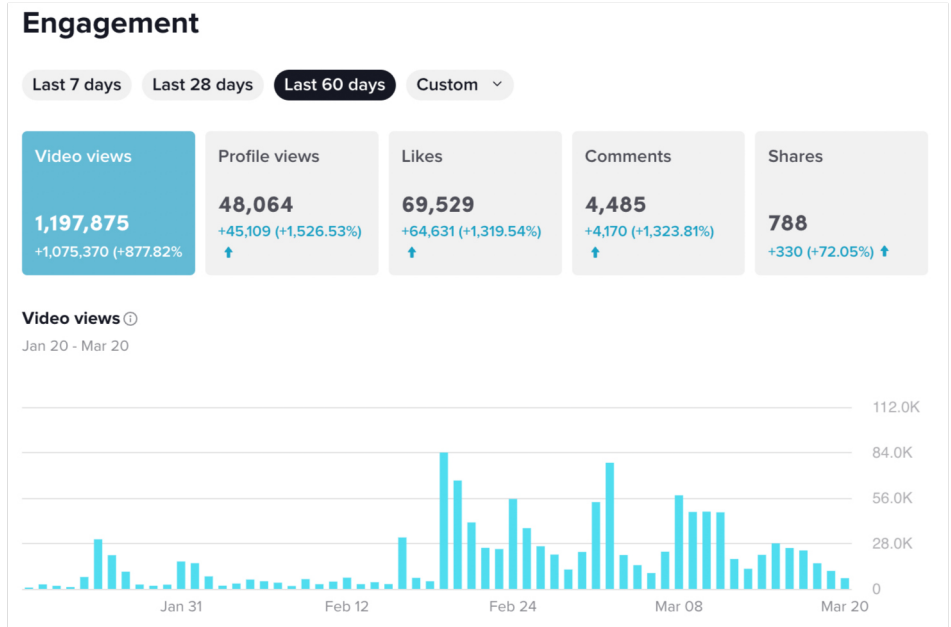 Engagement
Last 7 days Last 28 days Last 60 days Custom
Video views Profile views Likes Comments Shares
1,197,875 48,064 69,529 4,485 788
+1,075,370 (+877.82% +45,109 (+1,526.53%) +64,631 (+1,319.54%) +4,170 (+1,323.81%) +330 (+72.05%)
Video views
Jan 20 - Mar 20
112.0K
84.0K
56.0K
28.0K
0
Jan 31 Feb 12 Feb 24 Mar 08 Mar 20